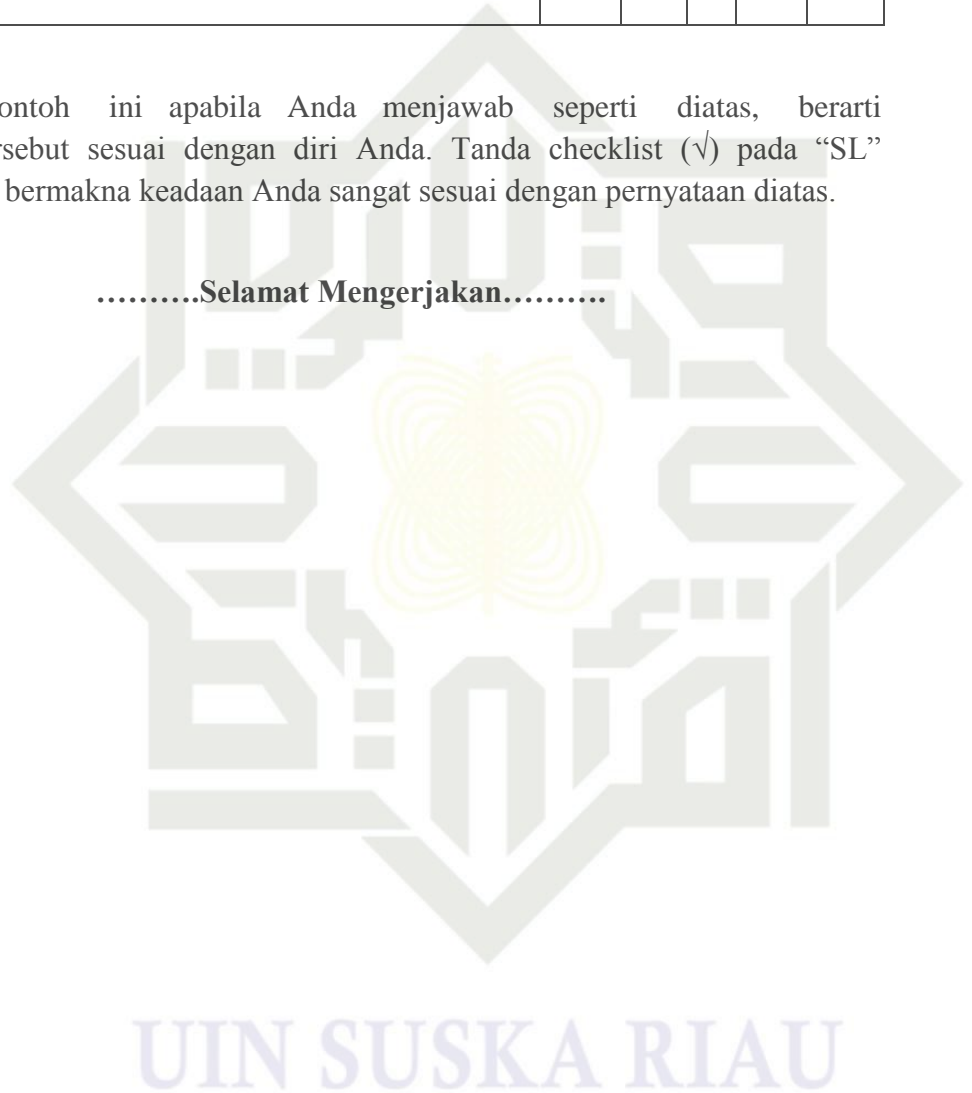 ontoh ini apabila Anda menjawab seperti diatas, berarti
rsebut sesuai dengan diri Anda. Tanda checklist (√) pada “SL”
bermakna keadaan Anda sangat sesuai dengan pernyataan diatas.
……….Selamat Mengerjakan……….
UIN SUSKA RIAU